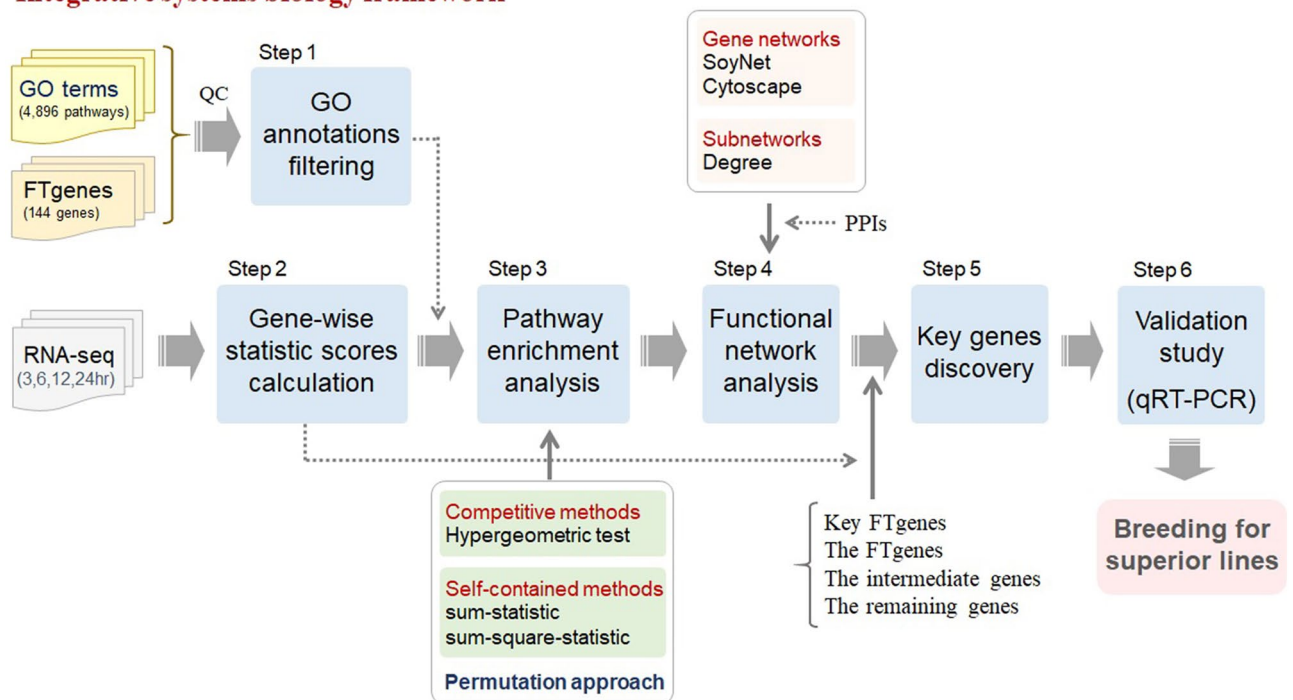 Integrative systems biology framework
GO terms
(4,896 pathways)
FTgenes
(144 genes)
QC
Step 1
GO
annotations
filtering
Gene networks
SoyNet
Cytoscape
Subnetworks
Degree
PPIs
RNA-seq
(3,6,12,24hr)
Step 2
Gene-wise
statistic scores
calculation
Step 3
Pathway
enrichment
analysis
Step 4
Functional
network
analysis
Step 5
Key genes
discovery
Step 6
Validation
study
(qRT-PCR)
Competitive methods
Hypergeometric test
Self-contained methods
sum-statistic
sum-square-statistic
Permutation approach
Key FTgenes
The FTgenes
The intermediate genes
The remaining genes
Breeding for
superior lines